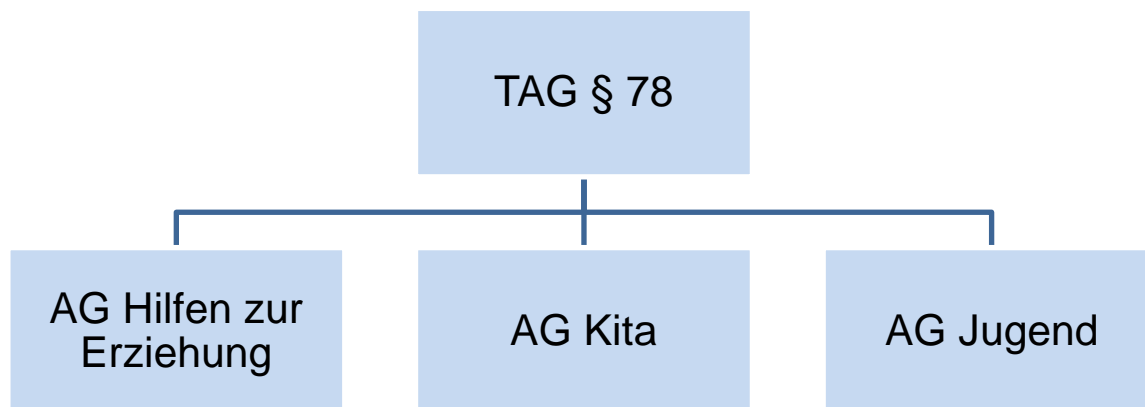 TAG § 78
AG Hilfen zur
Erziehung
AG Kita
AG Jugend